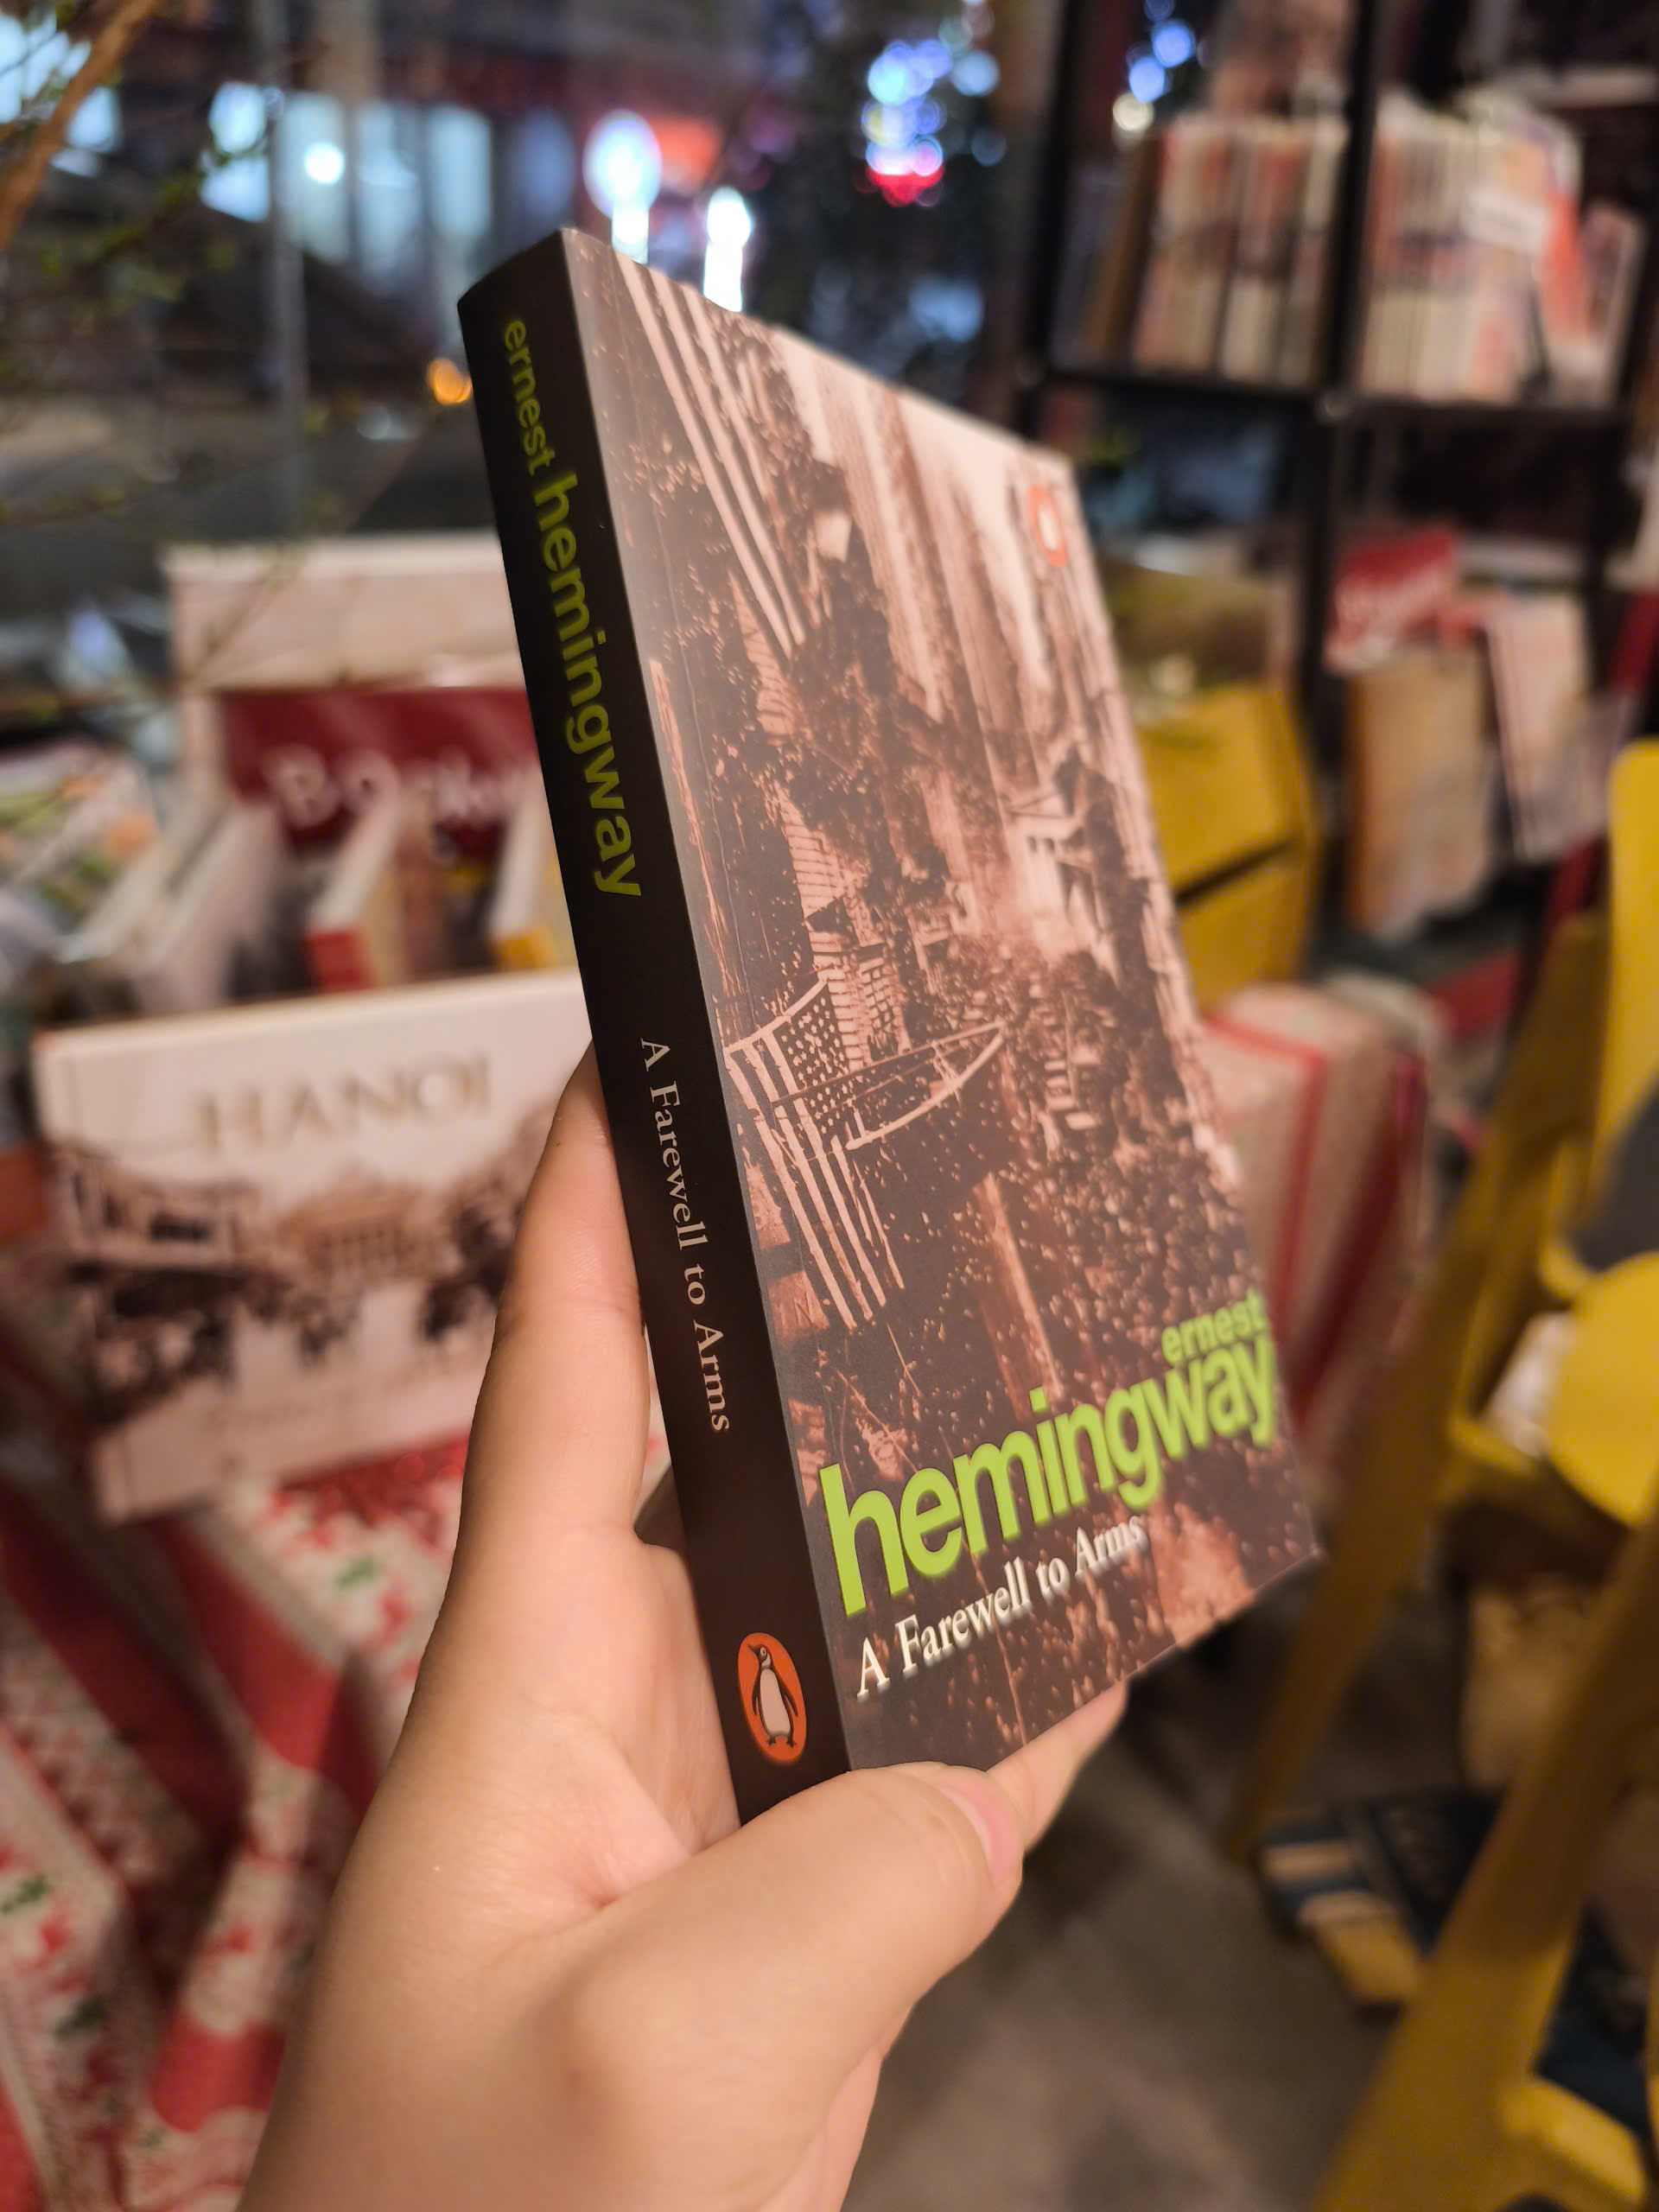 ernest hemingway A Farewell to Arms
ernest
hemingway
A Farewell to Arms
HANOI